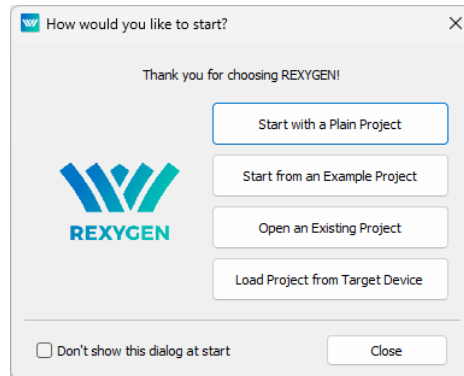 How would you like to start?
Thank you for choosing REXYGEN!
Start with a Plain Project
Start from an Example Project
REXYGEN
Open an Existing Project
Load Project from Target Device
Don't show this dialog at start
Close